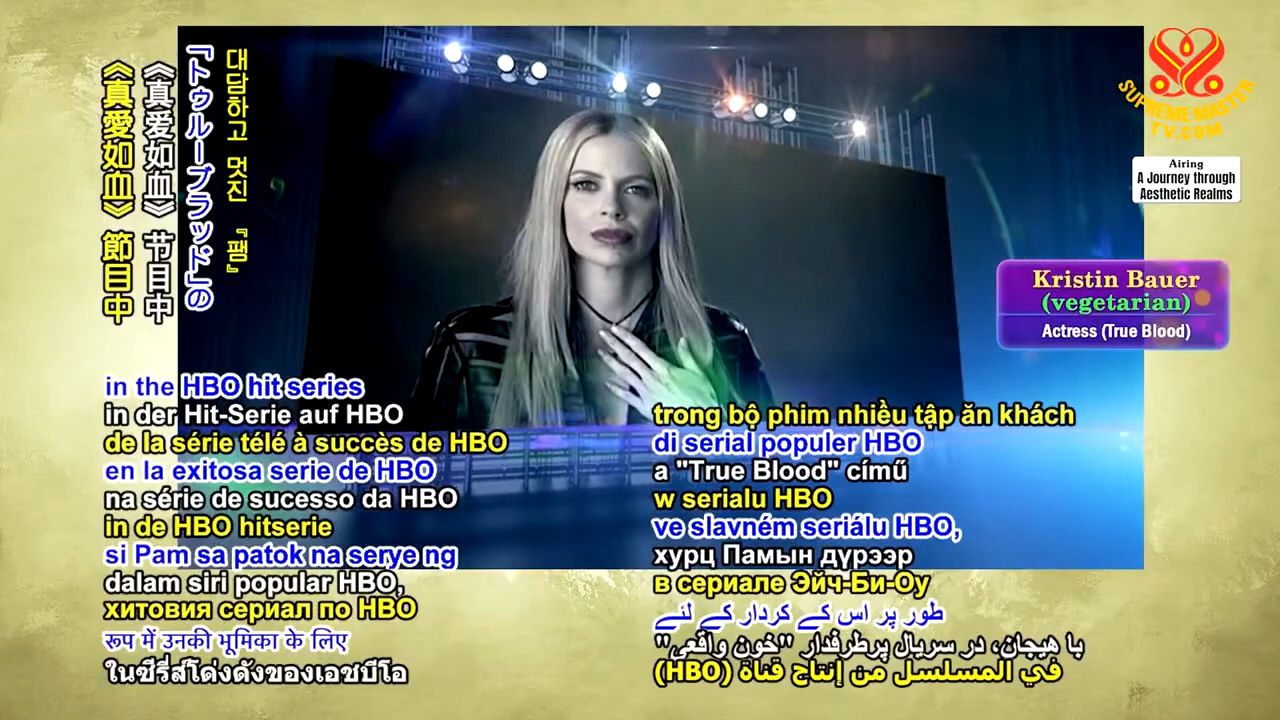 대담하고 멋진 『팸』
「トゥルーブラッド」の
《真爱如血》节目中
《真愛如血》節目中
SUPREME MASTER
TV.COM
Airing
A Journey through
Aesthetic Realms
Kristin Bauer
(vegetarian)
Actress (True Blood)
in the HBO hit series
in der Hit-Serie auf HBO
de la série télé à succès de HBO
en la exitosa serie de HBO
na série de sucesso da HBO
in de HBO hitserie
si Pam sa patok na serye ng
dalam siri popular HBO,
хитовия сериал по HBO
रूप में उनकी भूमिका के लिए
ในซีรี่ส์โด่งดังของเอชบีโอ
trong bộ phim nhiều tập ăn khách
di serial populer HBO
a "True Blood" című
w serialu HBO
ve slavném seriálu HBO,
хурц Памын дүрээр
в сериале Эйч-Би-Оу
طور پر اس کے کردار کے لئے
با هیجان، در سریال پرطرفدار "خون واقعی"
في المسلسل من إنتاج قناة (HBO)